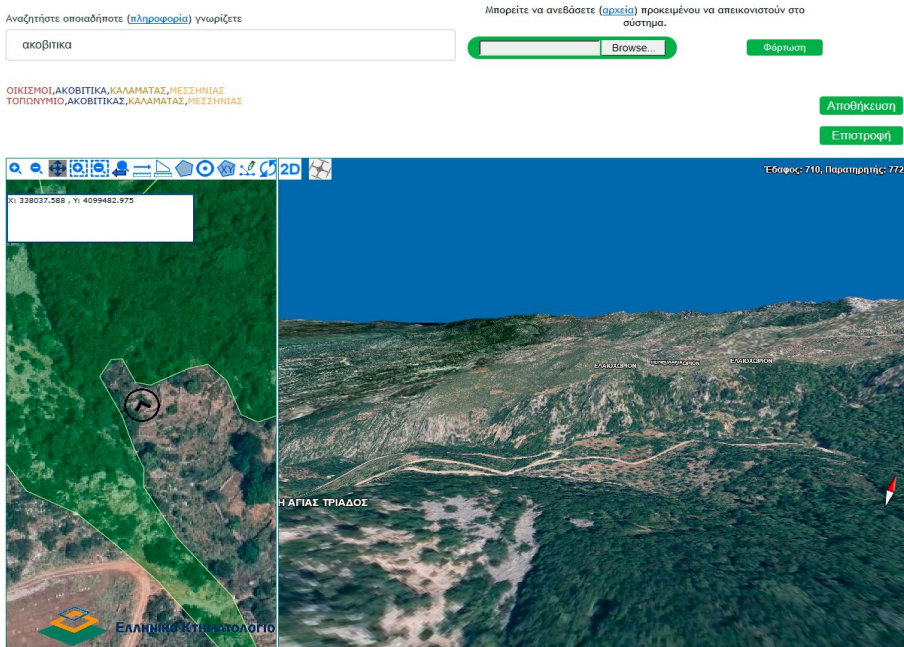 Αναζητήστε οποιαδήποτε (πληροφορία) γνωρίζετε
ακοβιτικα
Μπορείτε να ανεβάσετε (αρχεία) προκειμένου να απεικονιστούν στο
σύστημα.
Browse...
Φόρτωση
ΟΙΚΙΣΜΟΙ,ΑΚΟΒΙΤΙΚΑ,ΚΑΛΑΜΑΤΑΣ,ΜΕΣΣΗΝΙΑΣ
ΤΟΠΩΝΥΜΙΟ,ΑΚΟΒΙΤΙΚΑΣ,ΚΑΛΑΜΑΤΑΣ,ΜΕΣΣΗΝΙΑΣ
Αποθήκευση
Επιστροφή
XY
2D
Έδαφος: 710, Παρατηρητής: 772
X: 338037.588 , Y: 4099482.975
ΕΛΑΙΟΧΩΡΙΟΝ
ΕΛΑΙΟΧΩΡΙΟΝ
Η ΑΓΙΑΣ ΤΡΙΑΔΟΣ
ΕΛΛΗΝΙΚΟ ΚΤΗΜΑΤΟΛΟΓΙΟ